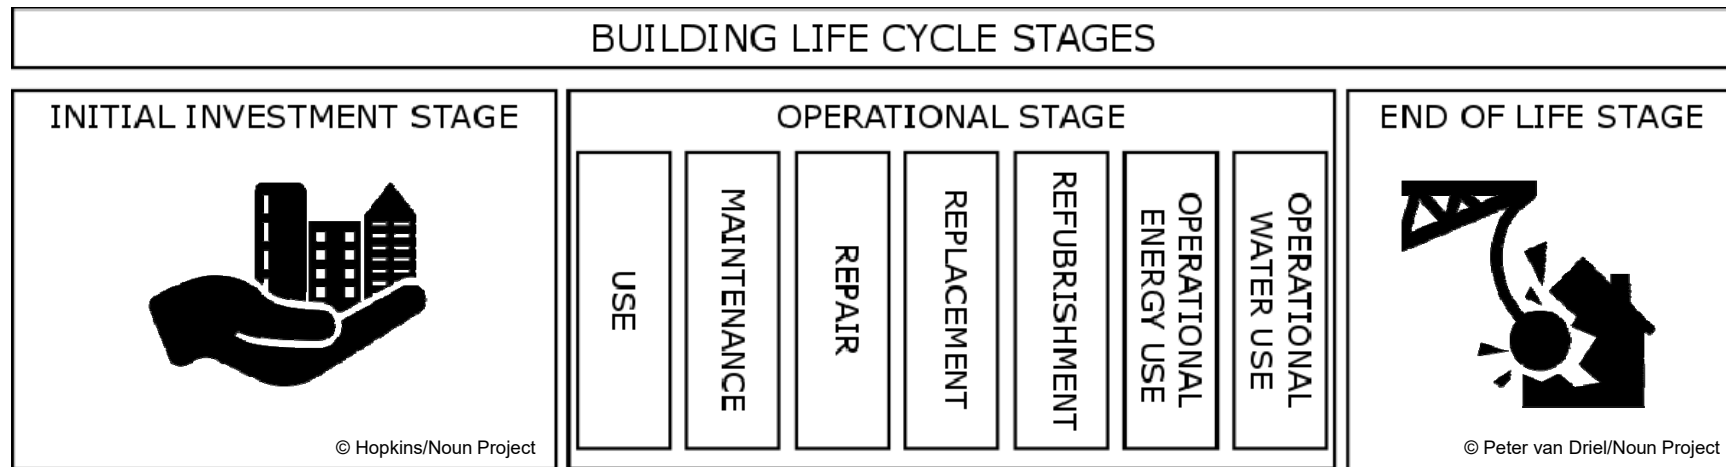 BUILDING LIFE CYCLE STAGES
INITIAL INVESTMENT STAGE
© Hopkins/Noun Project
OPERATIONAL STAGE
USE
MAINTENANCE
REPAIR
REPLACEMENT
REFUBRISHMENT
OPERATIONAL
ENERGY USE
OPERATIONAL
WATER USE
END OF LIFE STAGE
© Peter van Driel/Noun Project